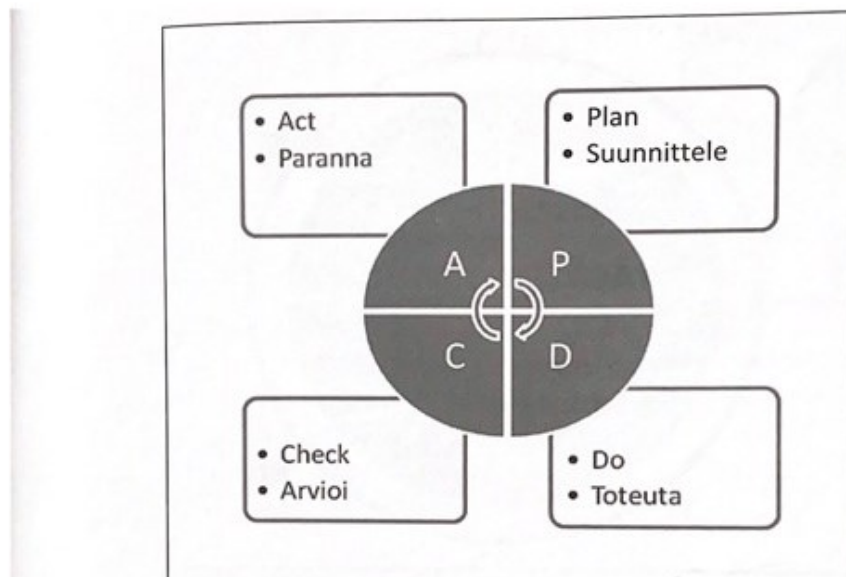 • Act
• Paranna
• Plan
• Suunnittele
A
P
C
D
• Check
• Arvioi
• Do
• Toteuta